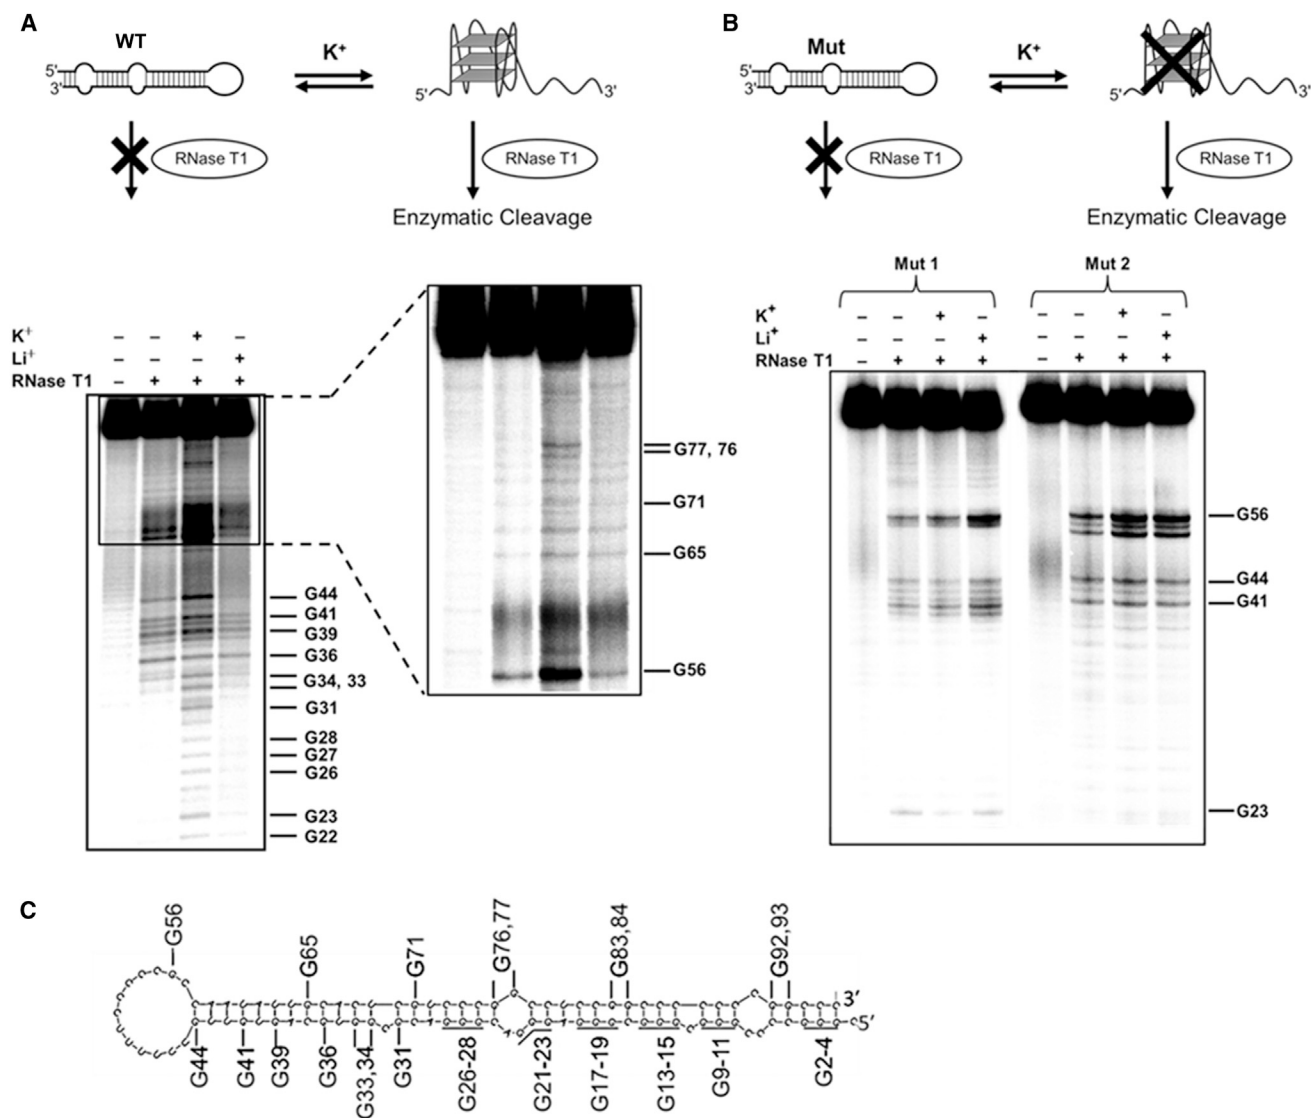 A
WT
K⁺
5'
3'
5'
3'
RNase T1
RNase T1
Enzymatic Cleavage
K⁺ – – + –
Li⁺ – – – +
RNase T1 – + + +
G77, 76
G71
G65
G56
G44
G41
G39
G36
G34, 33
G31
G28
G27
G26
G23
G22
B
Mut
K⁺
5'
3'
5'
3'
RNase T1
RNase T1
Enzymatic Cleavage
Mut 1 Mut 2
K⁺ – – + – – – + –
Li⁺ – – – + – – – +
RNase T1 – + + + – + + +
G56
G44
G41
G23
C
G56
G65
G71
G76,77
G83,84
G92,93
3'
5'
G44
G41
G39
G36
G33,34
G31
G26-28
G21-23
G17-19
G13-15
G9-11
G2-4